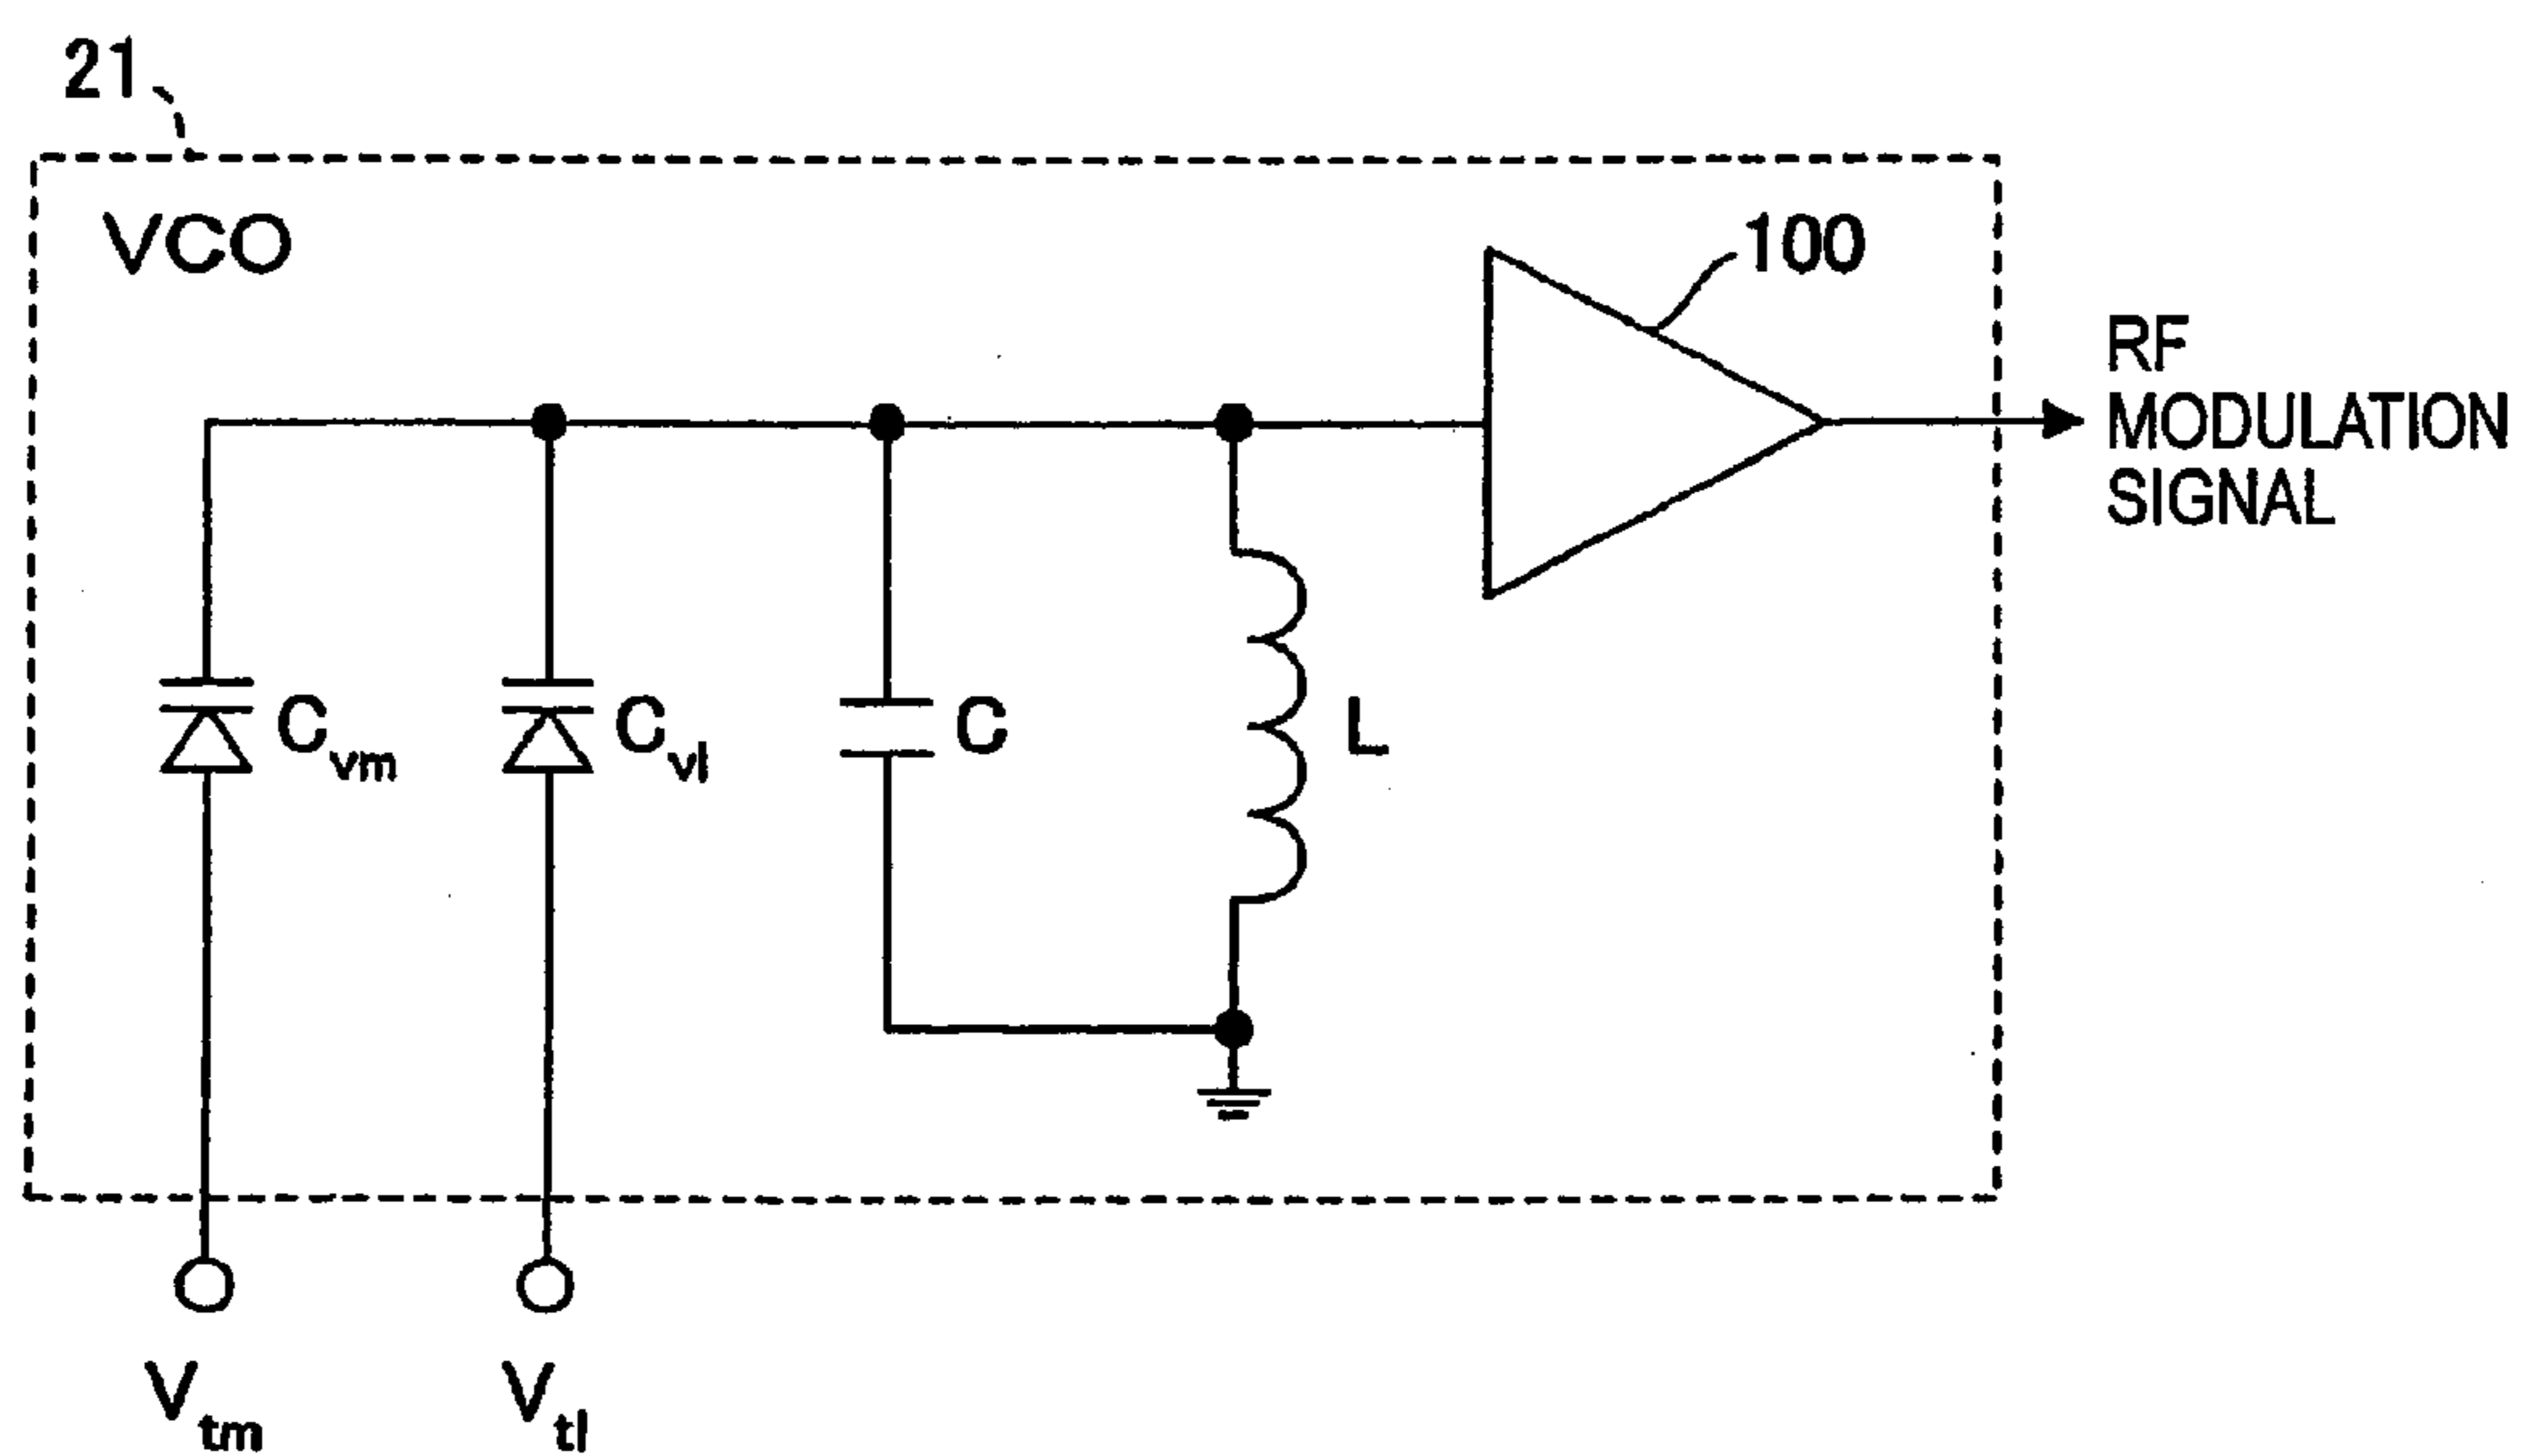 21
VCO
100
RF
MODULATION
SIGNAL
Cvm
Cvl
C
L
Vtm
Vtl